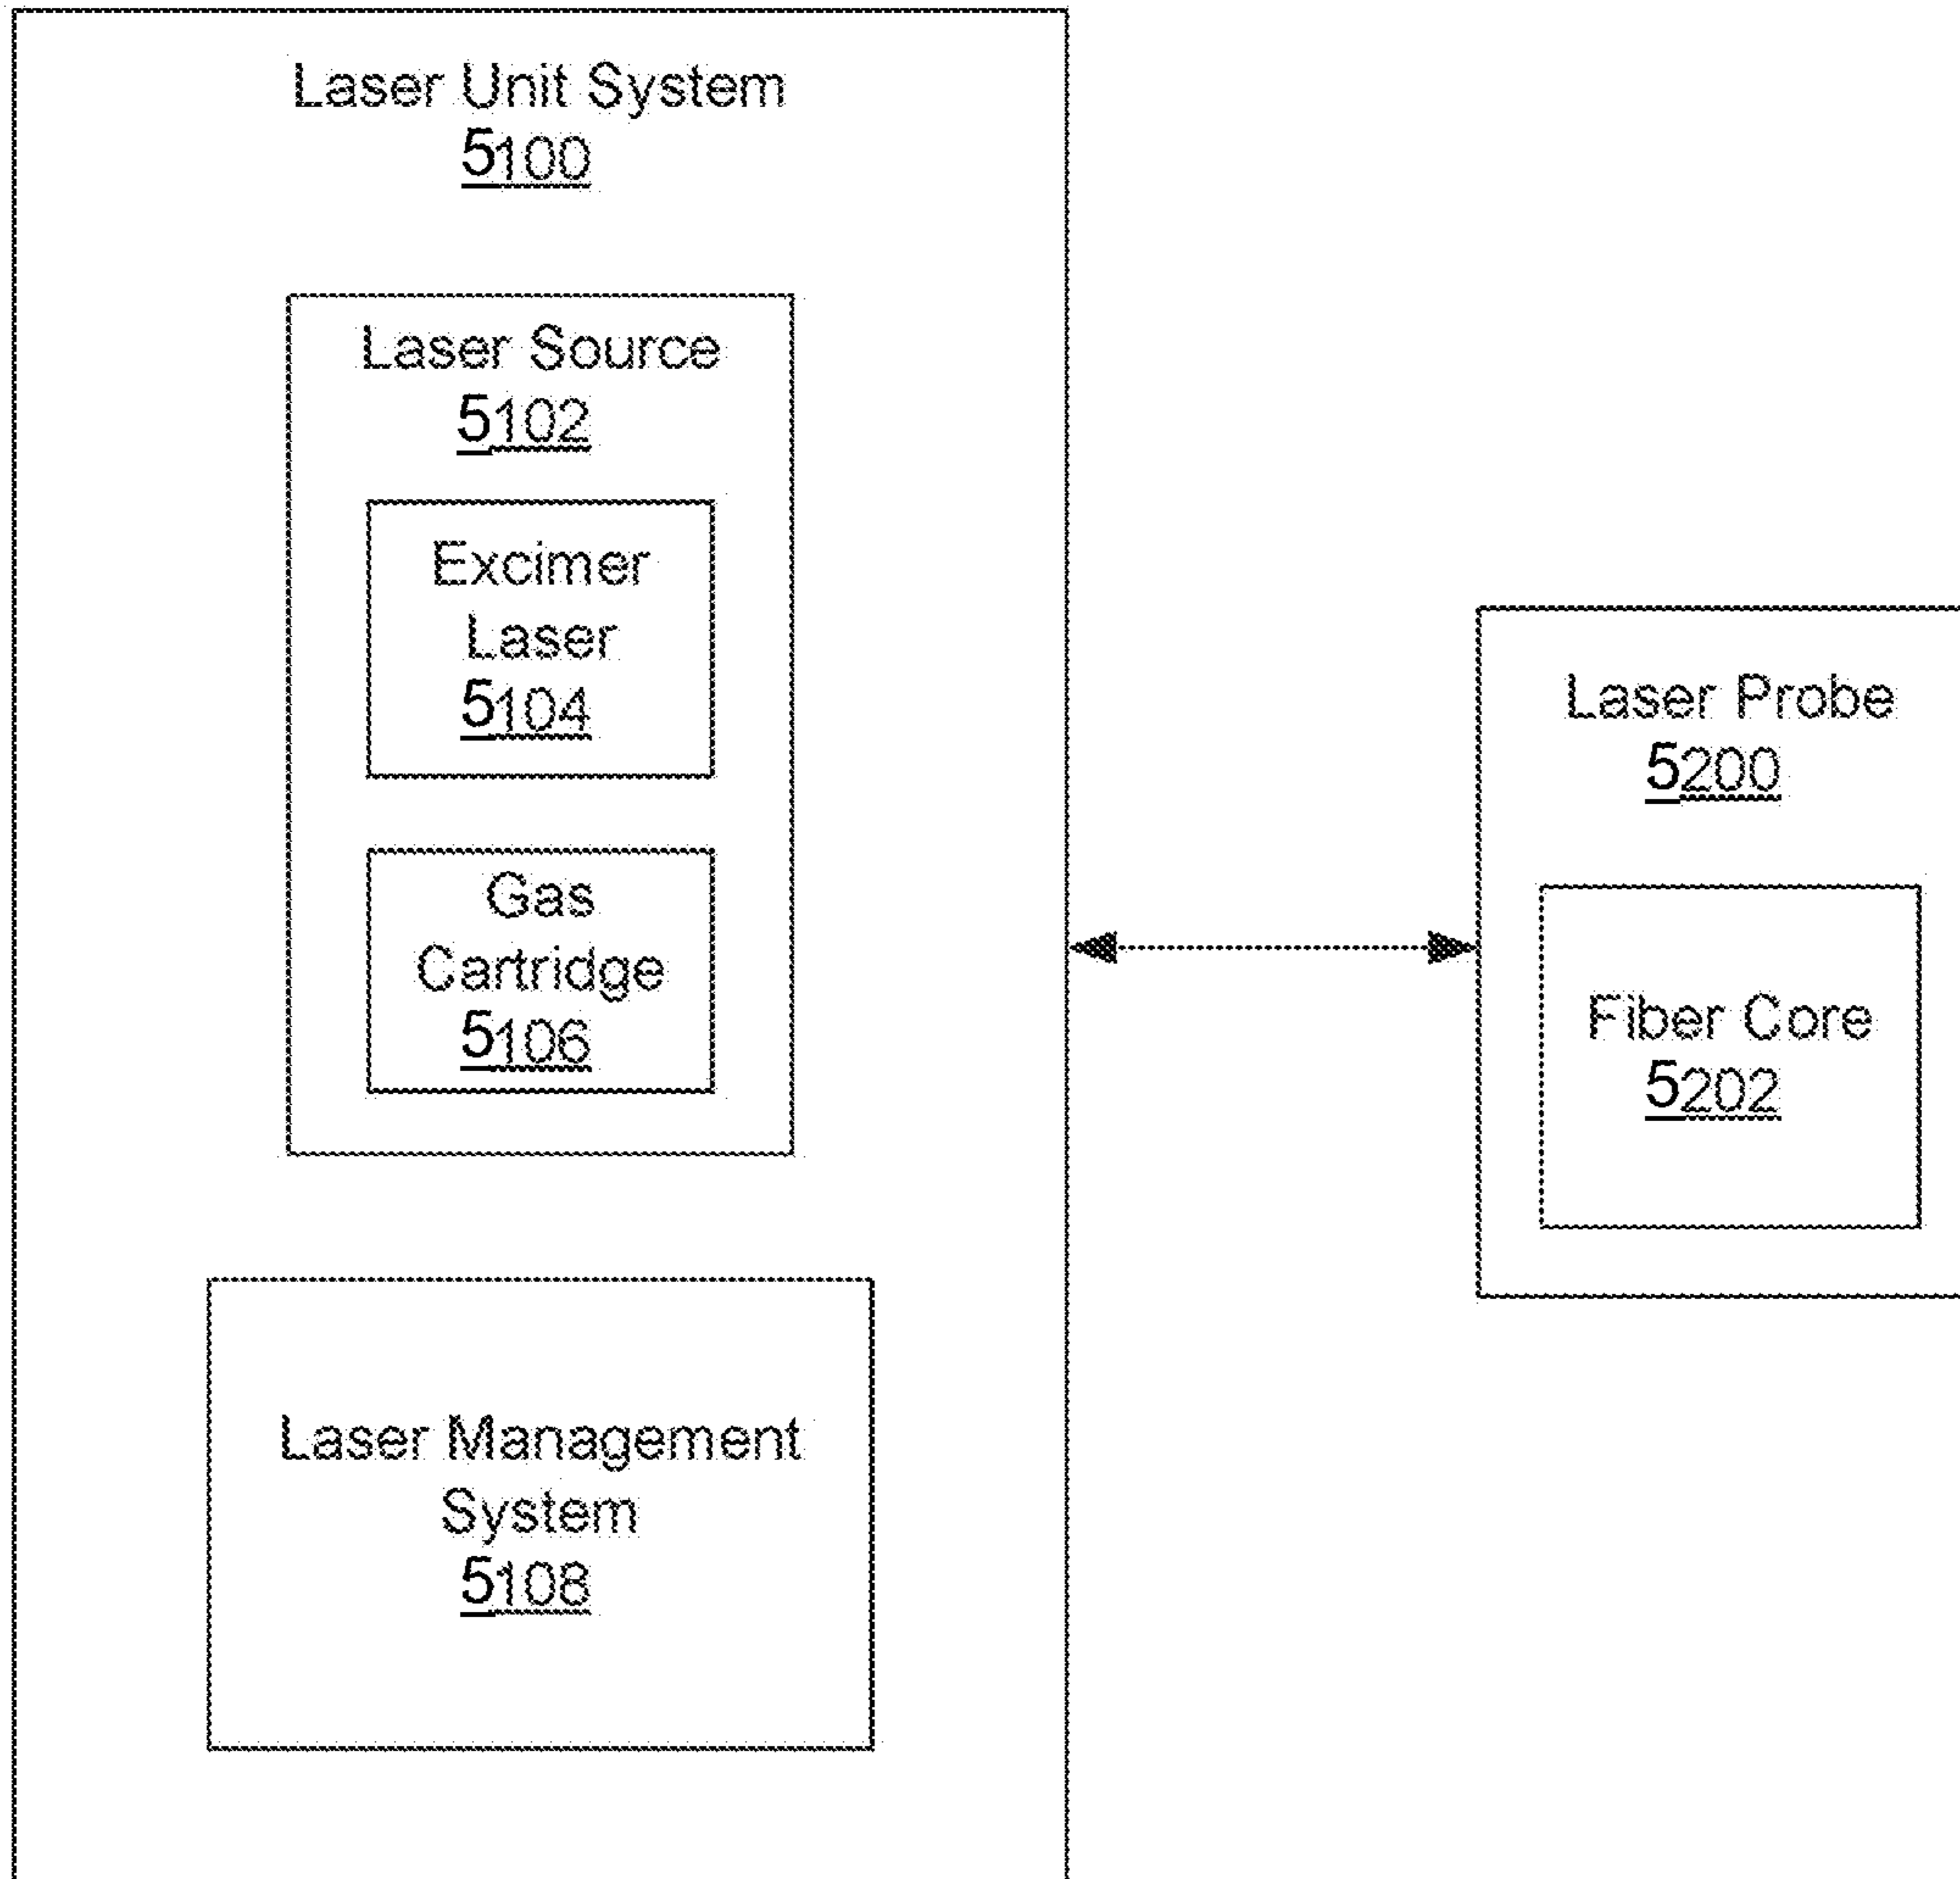 Laser Unit System
5100
Laser Source
5102
Excimer
Laser
5104
Gas
Cartridge
5106
Laser Management
System
5108
Laser Probe
5200
Fiber Core
5202